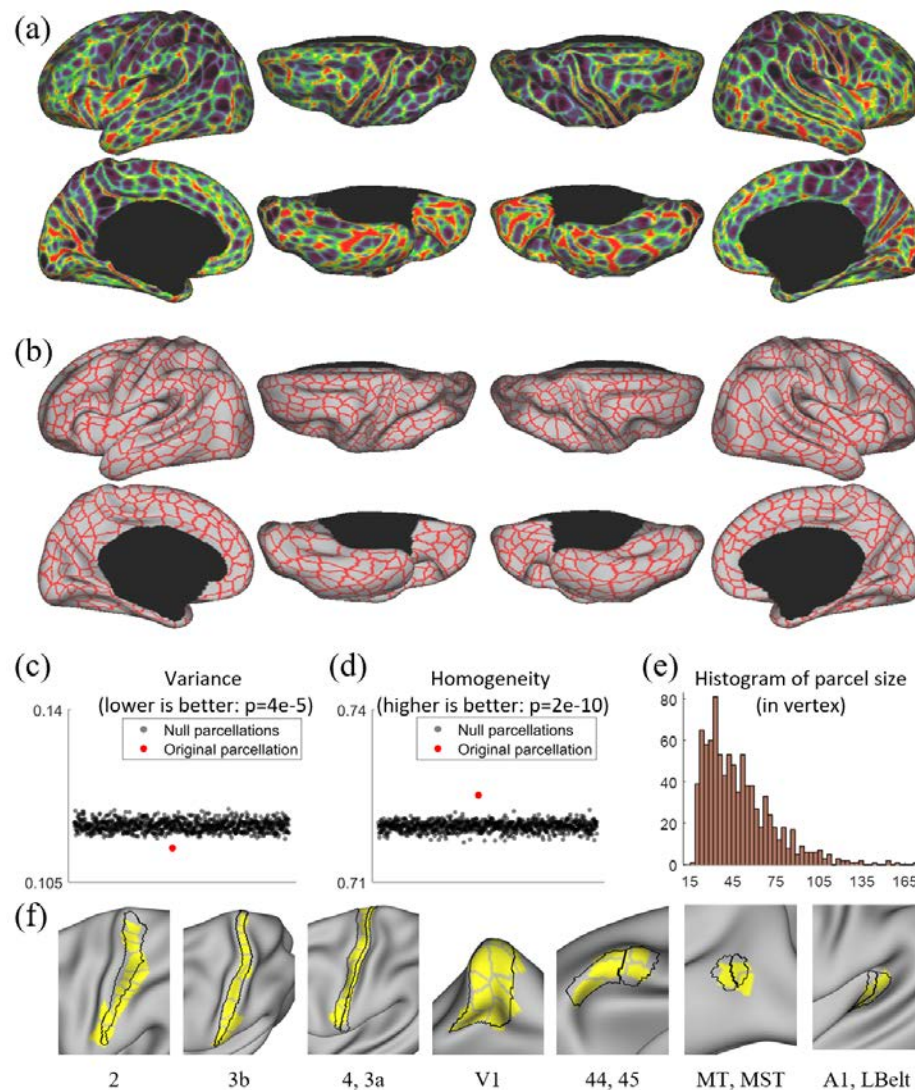 (a)
(b)
(c)
Variance
(lower is better: p=4e-5)
0.14
Null parcellations
Original parcellation
0.105
(d)
Homogeneity
(higher is better: p=2e-10)
0.74
Null parcellations
Original parcellation
0.71
(e)
Histogram of parcel size
(in vertex)
80
60
40
20
0
15 45 75 105 135 165
(f)
2 3b 4, 3a V1 44, 45 MT, MST A1, LBelt